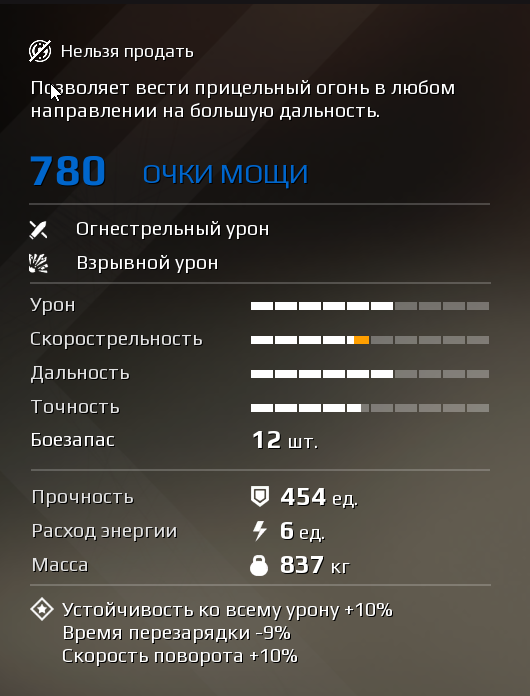 Нельзя продать
Позволяет вести прицельный огонь в любом
направлении на большую дальность.
780 ОЧКИ МОЩИ
Огнестрельный урон
Взрывной урон
Урон
Скорострельность
Дальность
Точность
Боезапас 12 шт.
Прочность 454 ед.
Расход энергии 6 ед.
Масса 837 кг
Устойчивость ко всему урону +10%
Время перезарядки -9%
Скорость поворота +10%